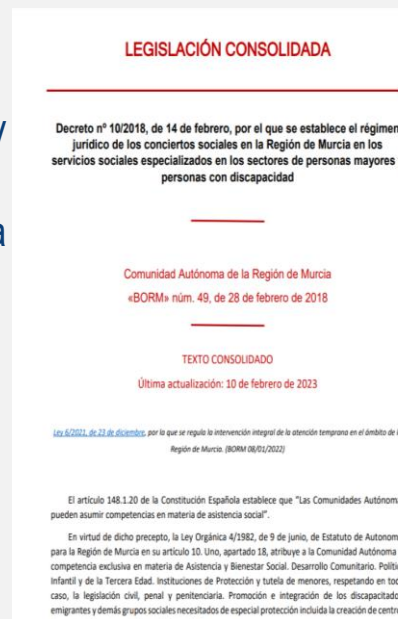 y
a
LEGISLACIÓN CONSOLIDADA
Decreto nº 10/2018, de 14 de febrero, por el que se establece el régimen
jurídico de los conciertos sociales en la Región de Murcia en los
servicios sociales especializados en los sectores de personas mayores
personas con discapacidad
Comunidad Autónoma de la Región de Murcia
«BORM» núm. 49, de 28 de febrero de 2018
TEXTO CONSOLIDADO
Última actualización: 10 de febrero de 2023
Ley 6/2021, de 23 de diciembre, por la que se regula la intervención integral de la atención temprana en el ámbito de l
Región de Murcia. (BORM 08/01/2022)
El artículo 148.1.20 de la Constitución Española establece que "Las Comunidades Autónoma
pueden asumir competencias en materia de asistencia social".
En virtud de dicho precepto, la Ley Orgánica 4/1982, de 9 de junio, de Estatuto de Autonom
para la Región de Murcia en su artículo 10. Uno, apartado 18, atribuye a la Comunidad Autónoma
competencia exclusiva en materia de Asistencia y Bienestar Social. Desarrollo Comunitario. Polític
Infantil y de la Tercera Edad. Instituciones de Protección y tutela de menores, respetando en tod
caso, la legislación civil, penal y penitenciaria. Promoción e integración de los discapacitado
emigrantes y demás grupos sociales necesitados de especial protección incluida la creación de centro